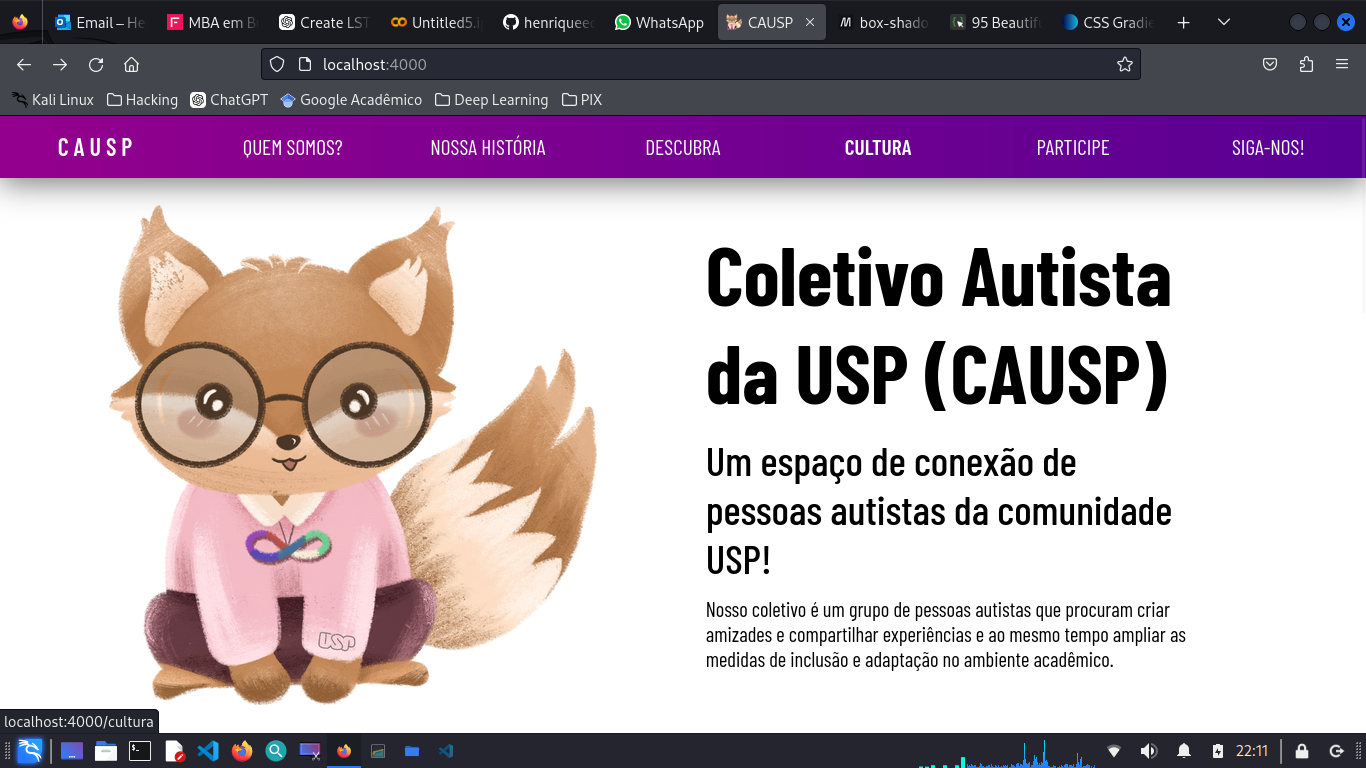 Email – He
MBA em B
Create LST
Untitled5.i
henriqueec
WhatsApp
CAUSP
box-shado
95 Beautifu
CSS Gradie
localhost:4000
Kali Linux
Hacking
ChatGPT
Google Acadêmico
Deep Learning
PIX
CAUSP
QUEM SOMOS?
NOSSA HISTÓRIA
DESCUBRA
CULTURA
PARTICIPE
SIGA-NOS!
Coletivo Autista
da USP (CAUSP)
Um espaço de conexão de
pessoas autistas da comunidade
USP!
Nosso coletivo é um grupo de pessoas autistas que procuram criar
amizades e compartilhar experiências e ao mesmo tempo ampliar as
medidas de inclusão e adaptação no ambiente acadêmico.
USP
localhost:4000/cultura
22:11